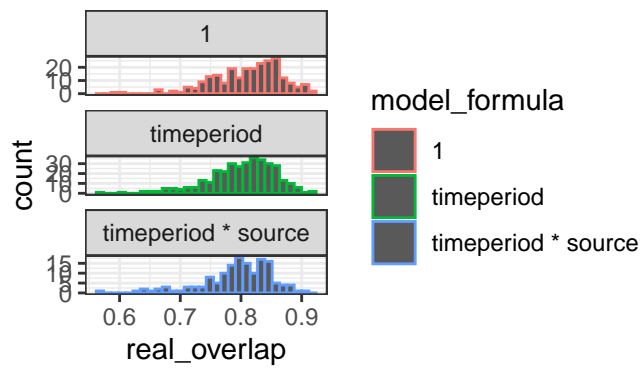 1
20
10
0
timeperiod
30
20
10
0
timeperiod * source
15
10
5
0
0.6 0.7 0.8 0.9
real_overlap
count
model_formula
1
timeperiod
timeperiod * source